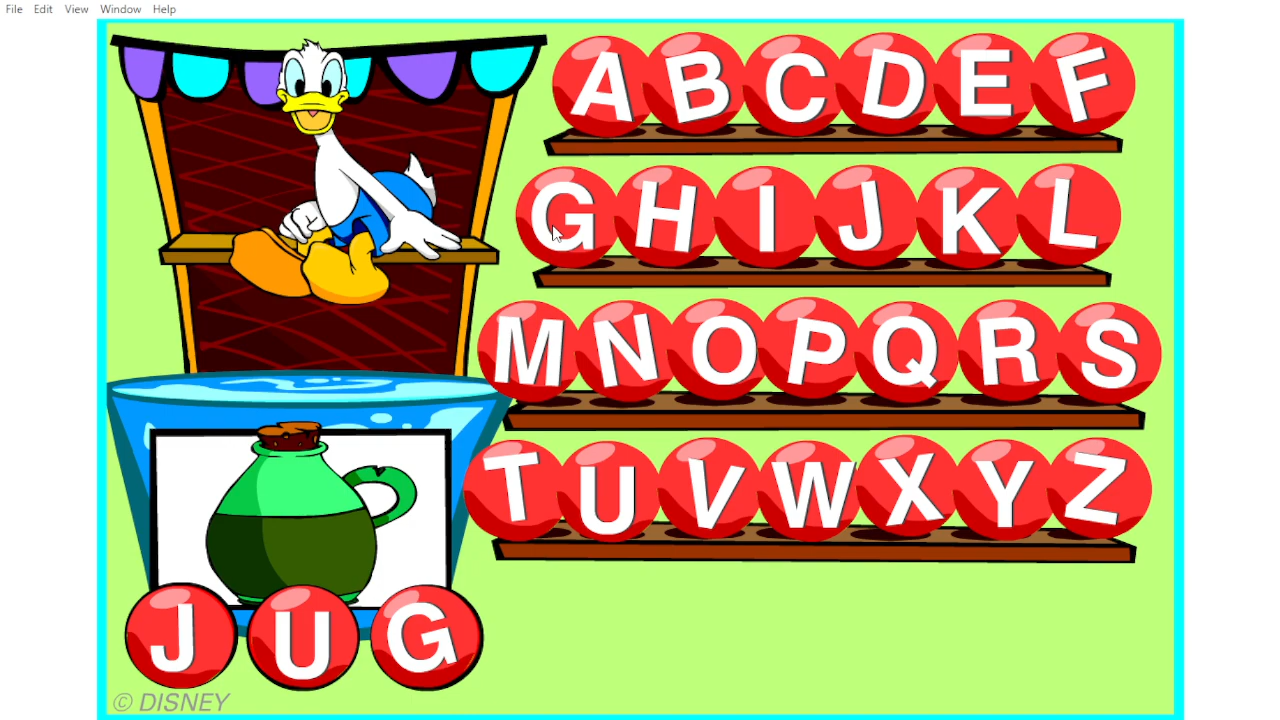 File Edit View Window Help
A B C D E F
G H I J K L
M N O P Q R S
T U V W X Y Z
J U G
© DISNEY